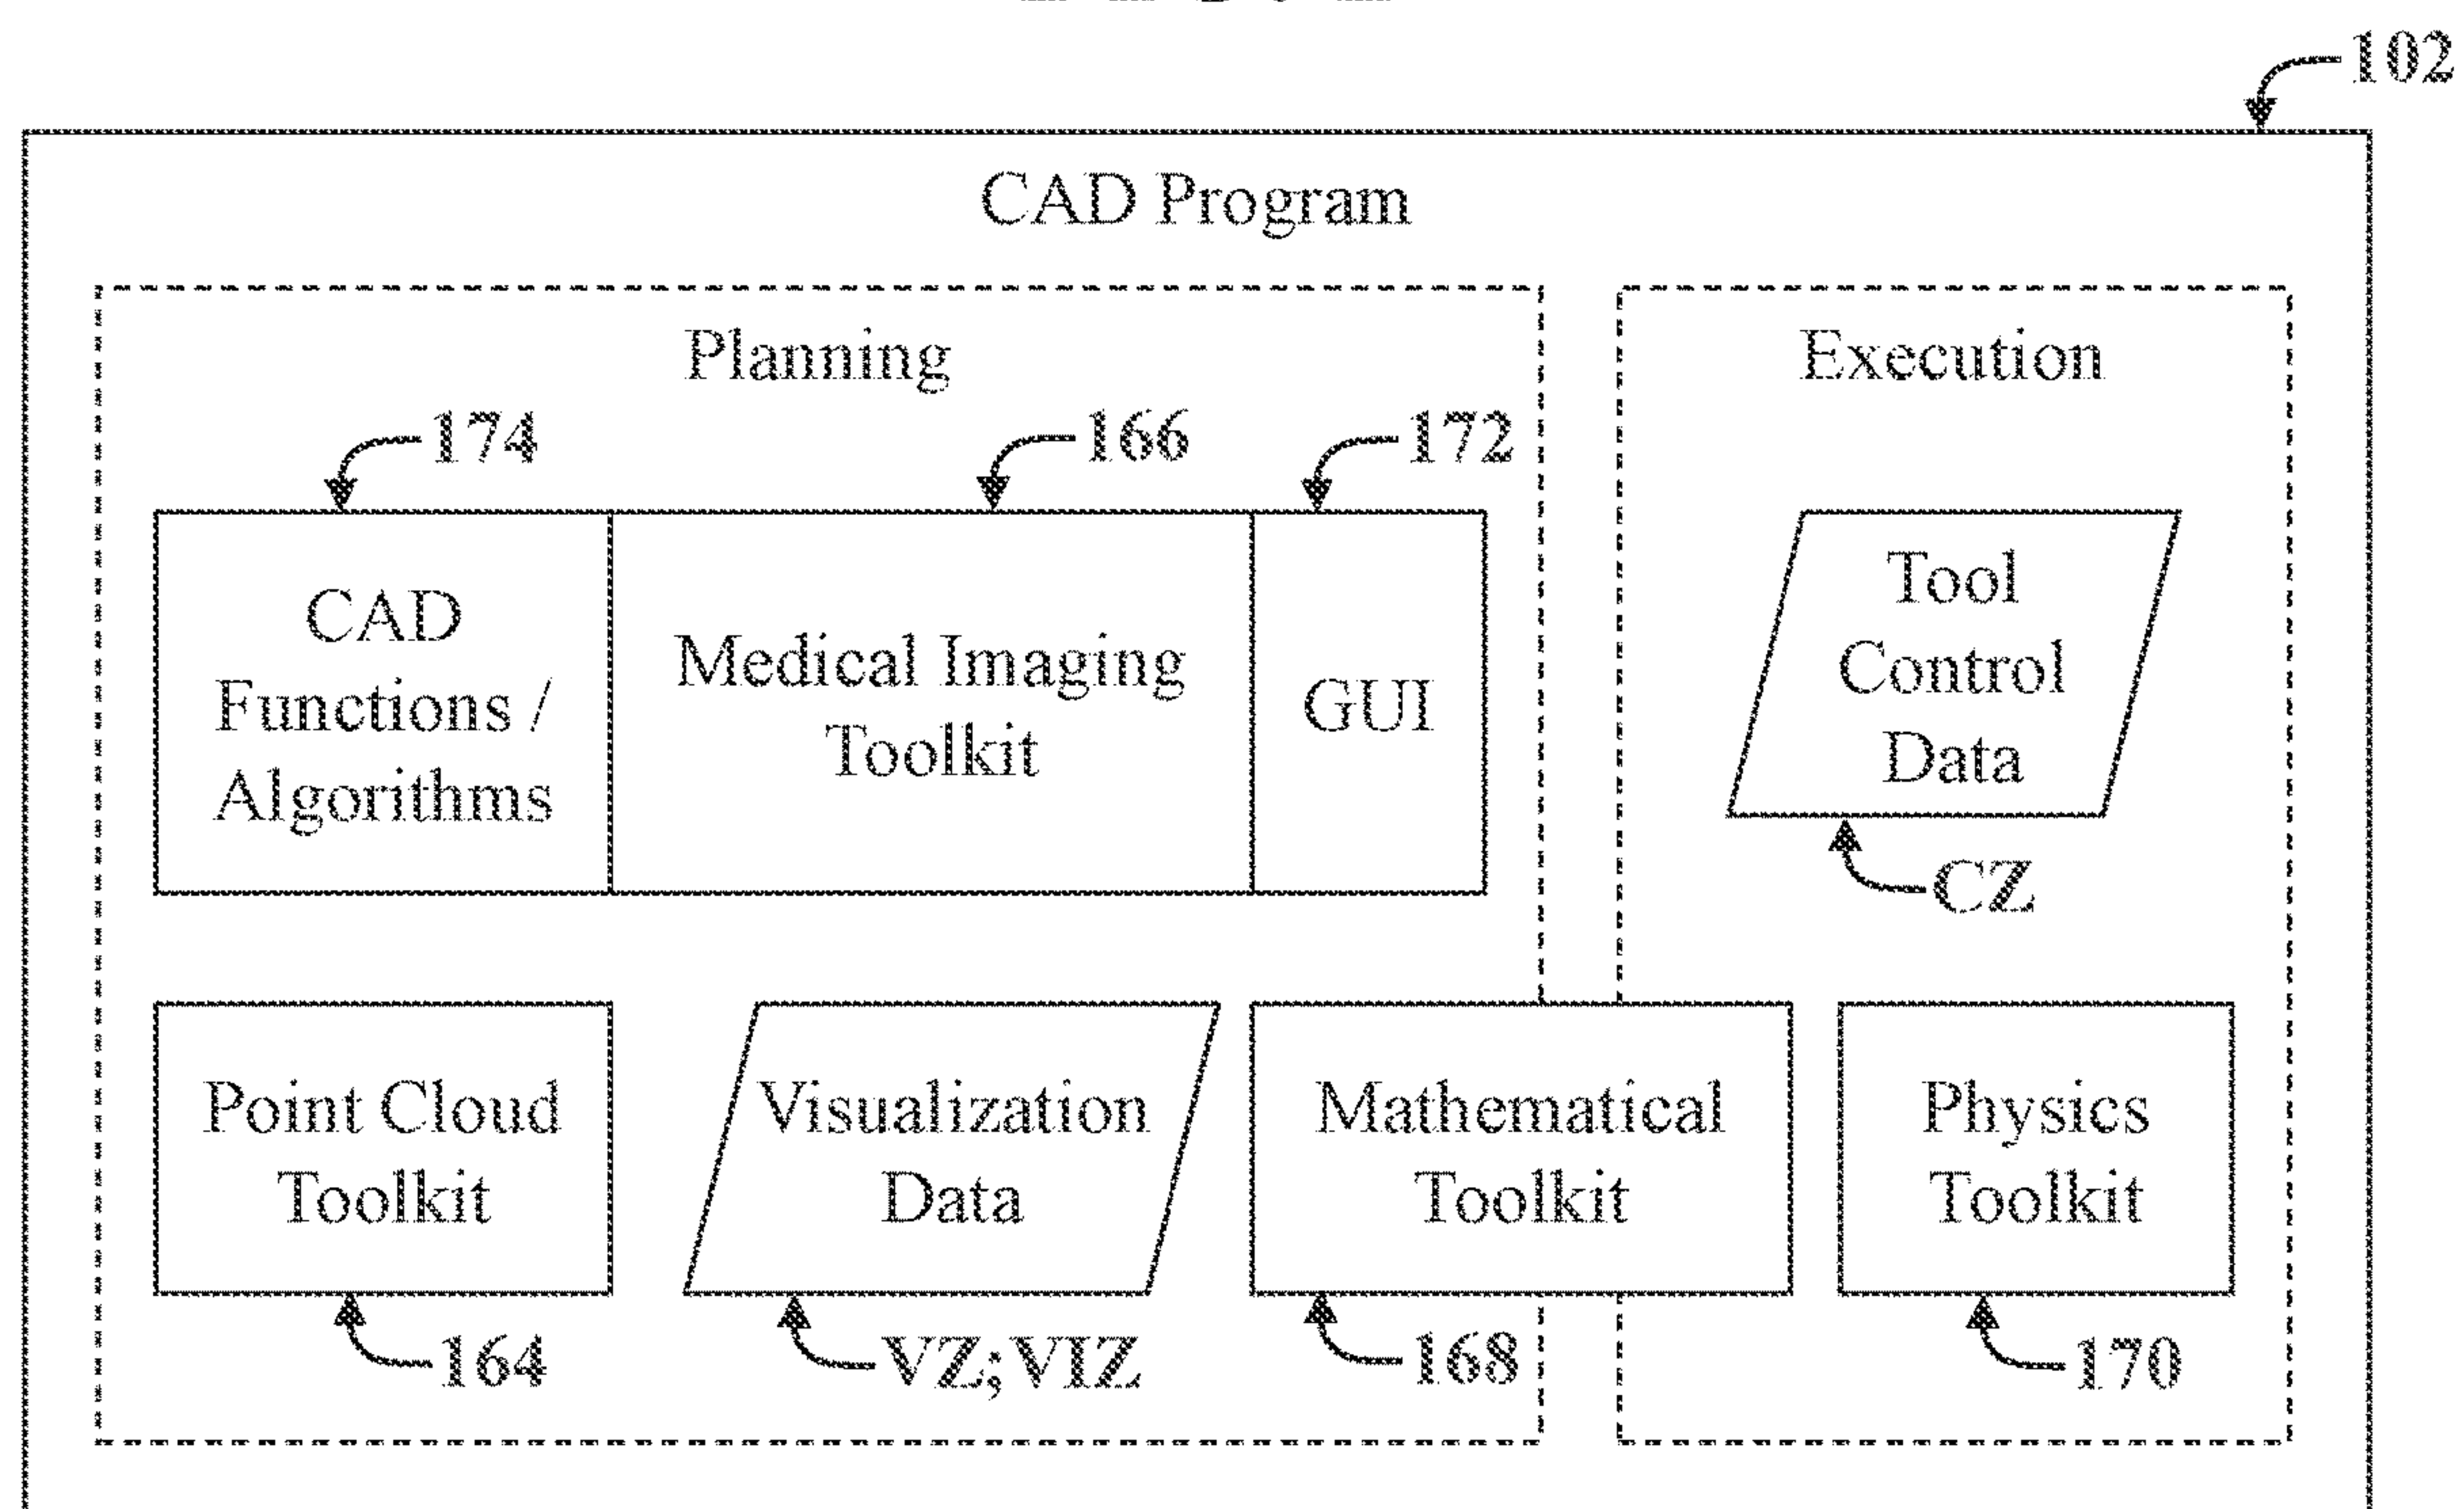 102
CAD Program
Planning
Execution
174
166
172
CAD
Functions /
Algorithms
Medical Imaging
Toolkit
GUI
Tool
Control
Data
CZ
Point Cloud
Toolkit
Visualization
Data
Mathematical
Toolkit
Physics
Toolkit
164
VZ;VIZ
168
170